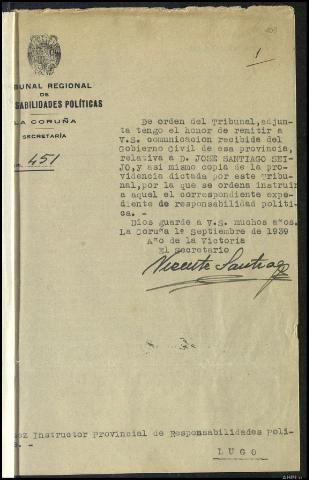 1
BUNAL REGIONAL
DE
SABILIDADES POLÍTICAS
LA CORUÑA
SECRETARÍA
451
De orden del Tribunal, adjun-
ta tengo el honor de remitir a
V.S. comunicacion recibida del
Gobierno Civil de esa provincia,
relativa a D. JOSE SANTIAGO SEI-
JO, y asi mismo copia de la pro-
videncia dictada por este Tribu-
nal, por la que se ordena instruir
a aquel el correspondiente expe-
diente de responsabilidad politi-
ca. -
Dios guarde a V.S. muchos años.
La Coruña 1º Septiembre de 1939
Año de la Victoria
El secretario
Vicente Santiago
ez Instructor Provincial de Responsabilidades Poli-
s. -
LUGO